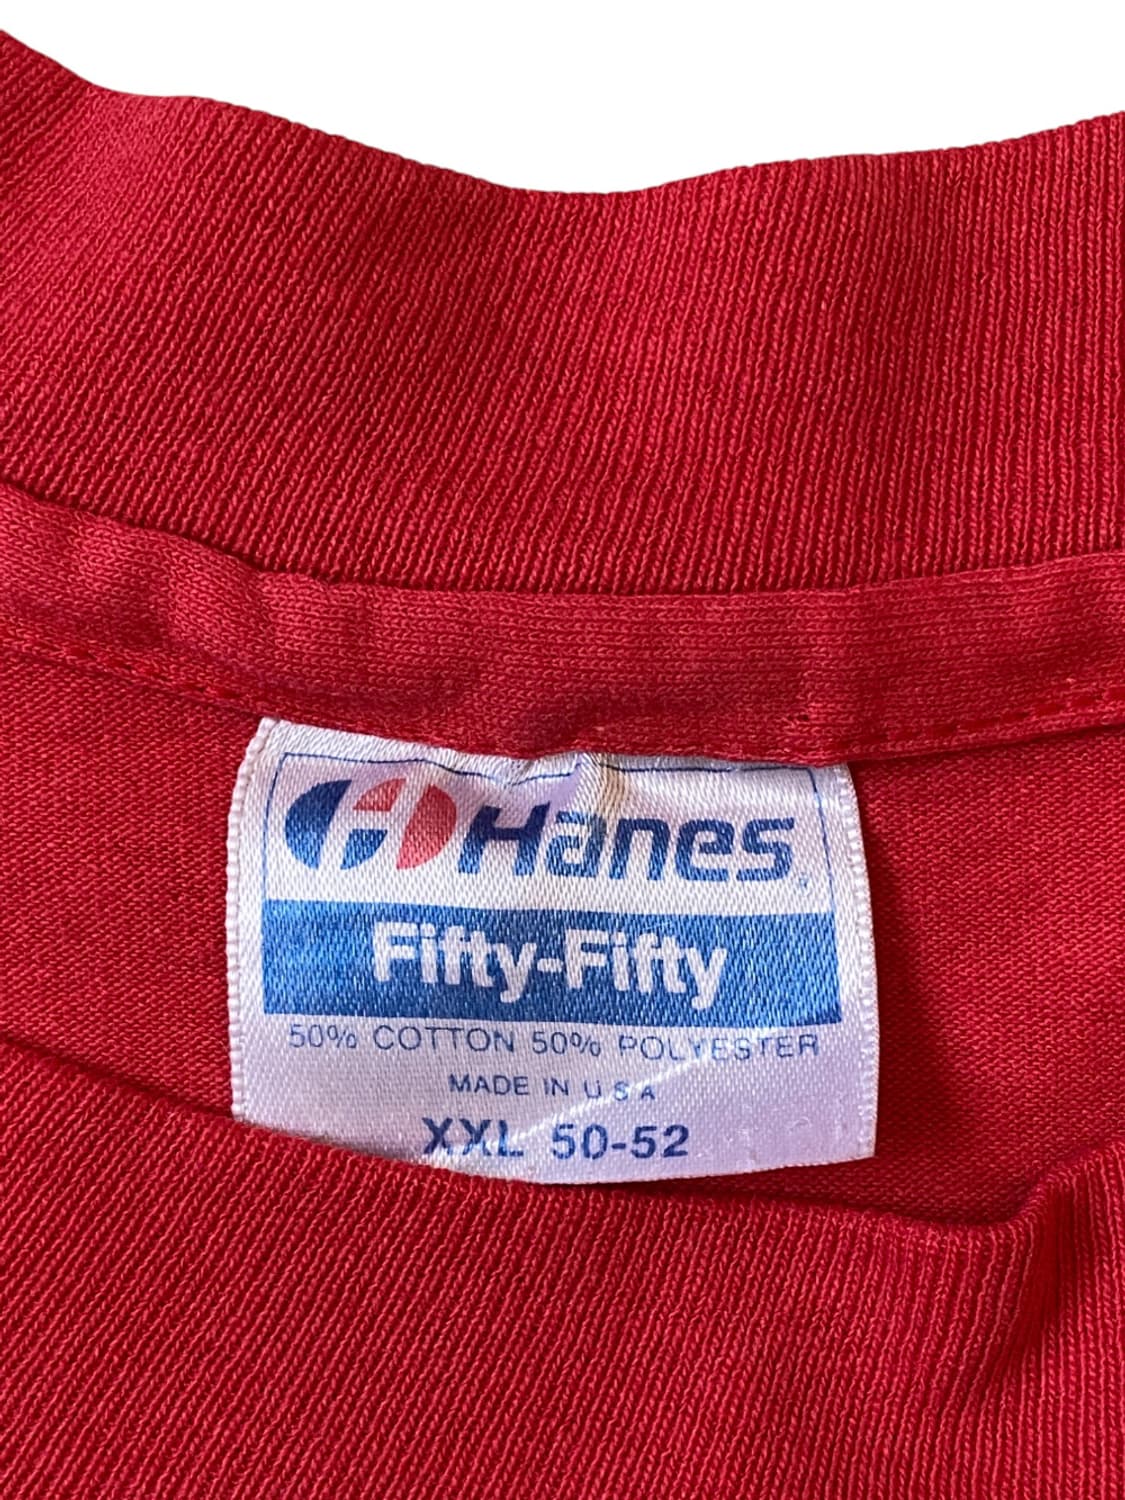 Hanes®
Fifty-Fifty
50% COTTON 50% POLYESTER
MADE IN U S A
XXL 50-52